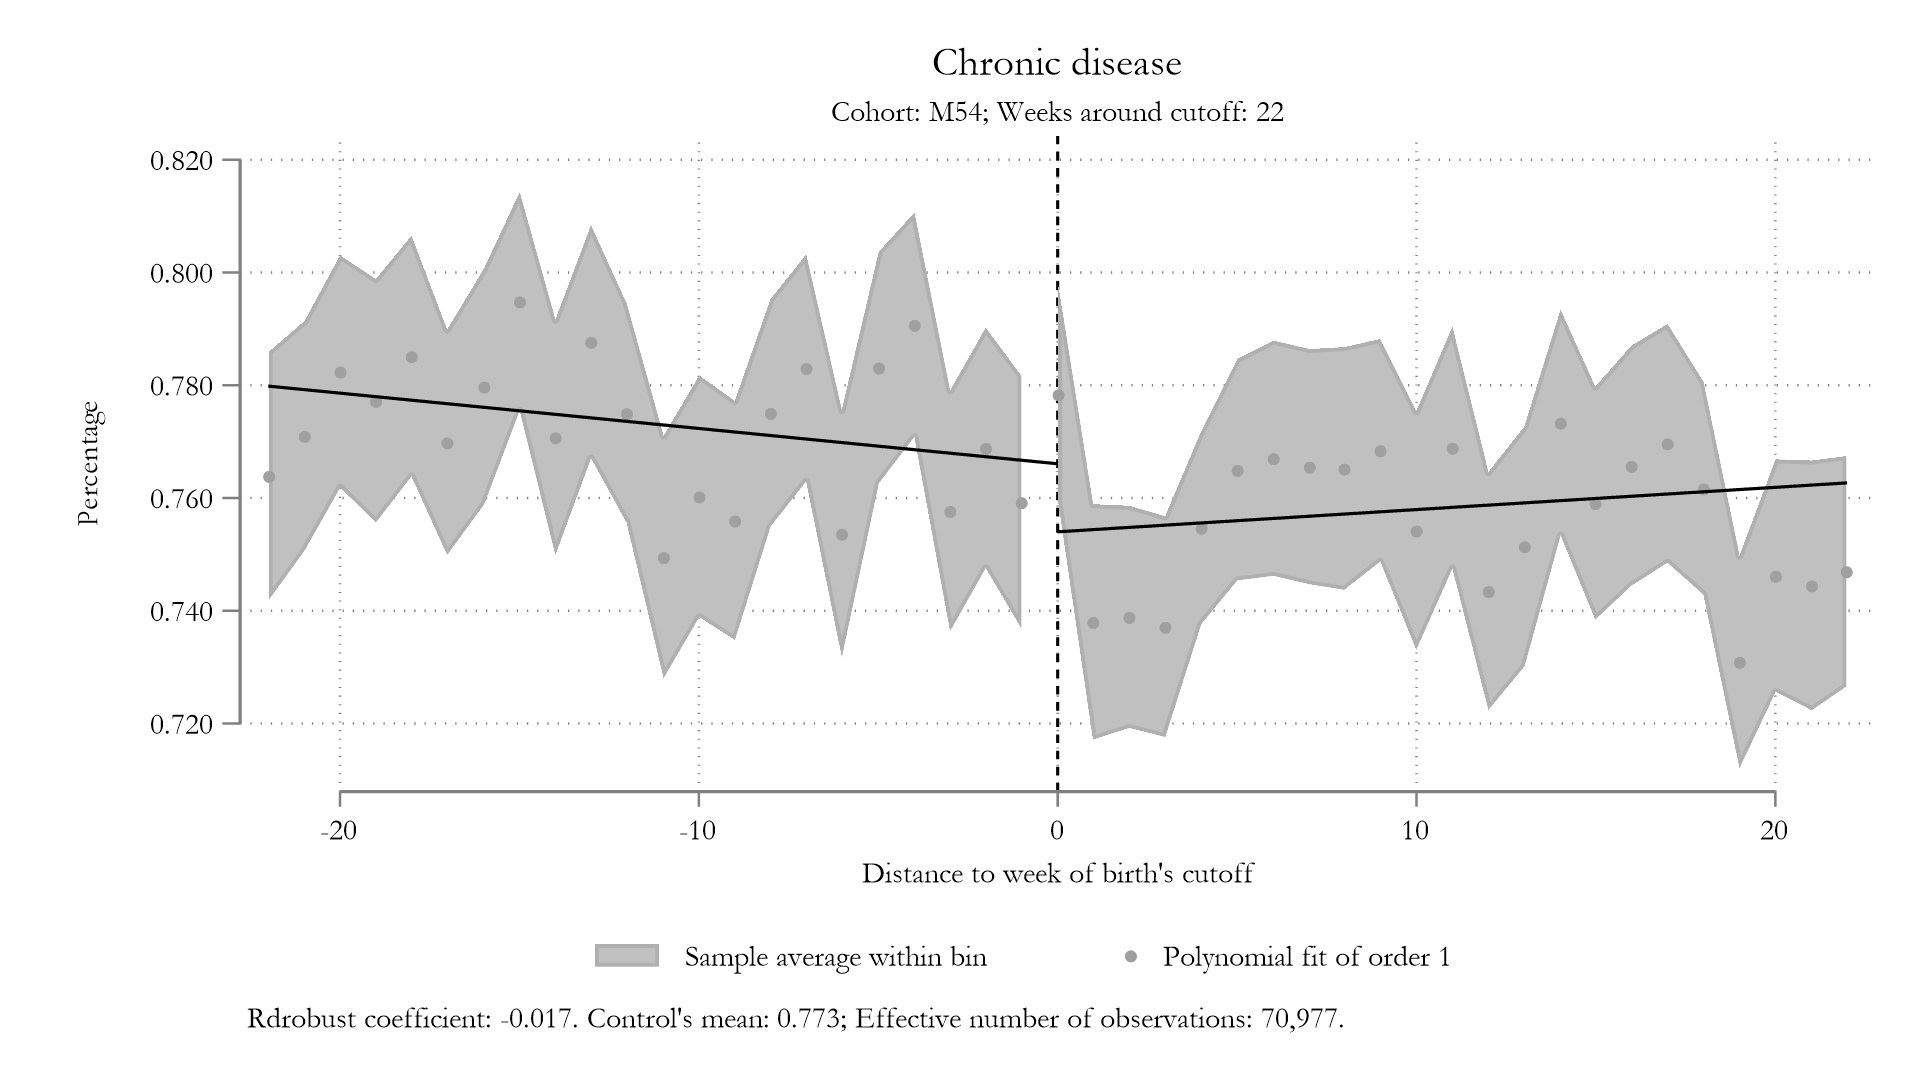 Chronic disease
Cohort: M54; Weeks around cutoff: 22
0.820
0.800
0.780
0.760
0.740
0.720
Percentage
-20
-10
0
10
20
Distance to week of birth's cutoff
Sample average within bin
Polynomial fit of order 1
Rdrobust coefficient: -0.017. Control's mean: 0.773; Effective number of observations: 70,977.